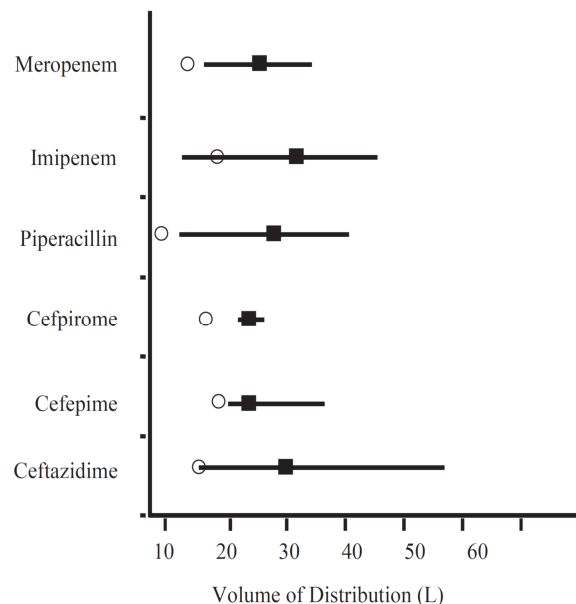 Meropenem
Imipenem
Piperacillin
Cefpirome
Cefepime
Ceftazidime
10 20 30 40 50 60
Volume of Distribution (L)